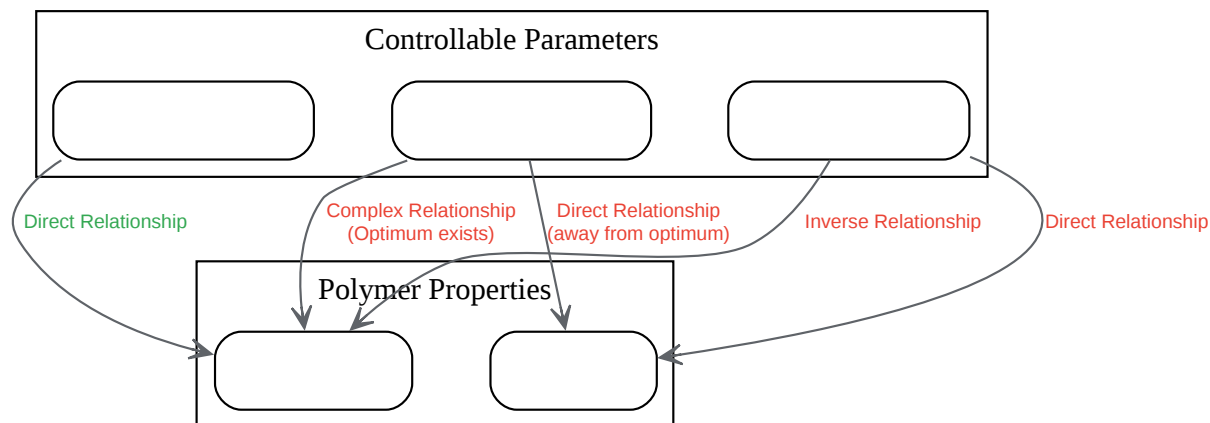 Controllable Parameters
Direct Relationship
Complex Relationship
(Optimum exists)
Direct Relationship
(away from optimum)
Inverse Relationship
Direct Relationship
Polymer Properties